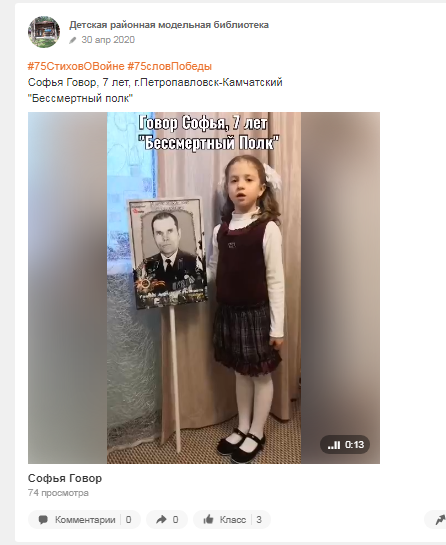 Детская районная модельная библиотека
30 апр 2020
#75СтиховОВойне #75словПобеды
Софья Говор, 7 лет, г.Петропавловск-Камчатский
"Бессмертный полк"
Говор Софья, 7 лет
"Бессмертный Полк"
0:13
Софья Говор
74 просмотра
Комментарии 0
0
Класс 3